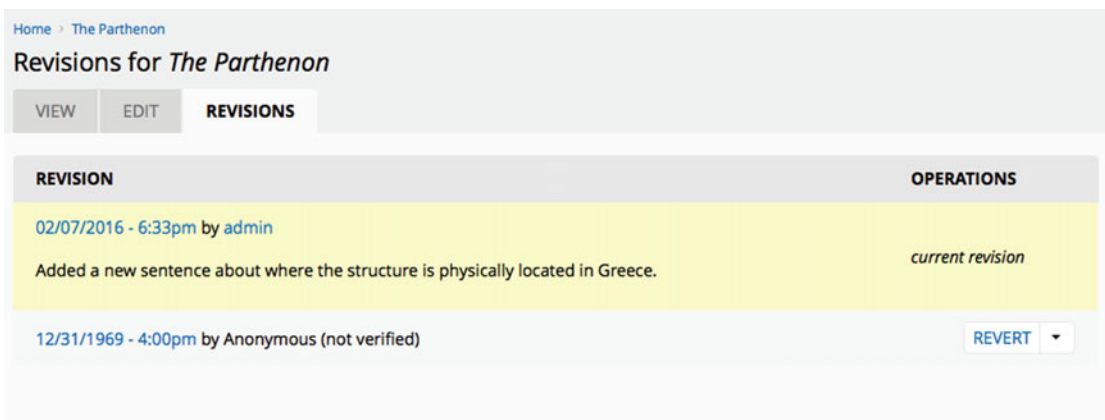 Home › The Parthenon
Revisions for The Parthenon
VIEW EDIT REVISIONS
REVISION OPERATIONS
02/07/2016 - 6:33pm by admin
Added a new sentence about where the structure is physically located in Greece.
current revision
12/31/1969 - 4:00pm by Anonymous (not verified) REVERT